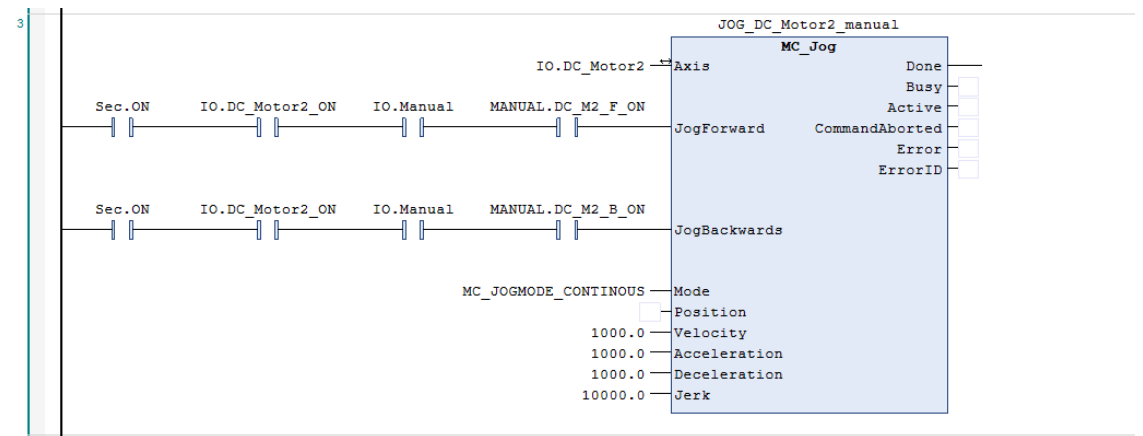 3
JOG_DC_Motor2_manual
MC_Jog
IO.DC_Motor2 Axis Done
Busy
Sec.ON IO.DC_Motor2_ON IO.Manual MANUAL.DC_M2_F_ON Active
JogForward CommandAborted
Error
ErrorID
Sec.ON IO.DC_Motor2_ON IO.Manual MANUAL.DC_M2_B_ON
JogBackwards
MC_JOGMODE_CONTINOUS Mode
Position
1000.0 Velocity
1000.0 Acceleration
1000.0 Deceleration
10000.0 Jerk